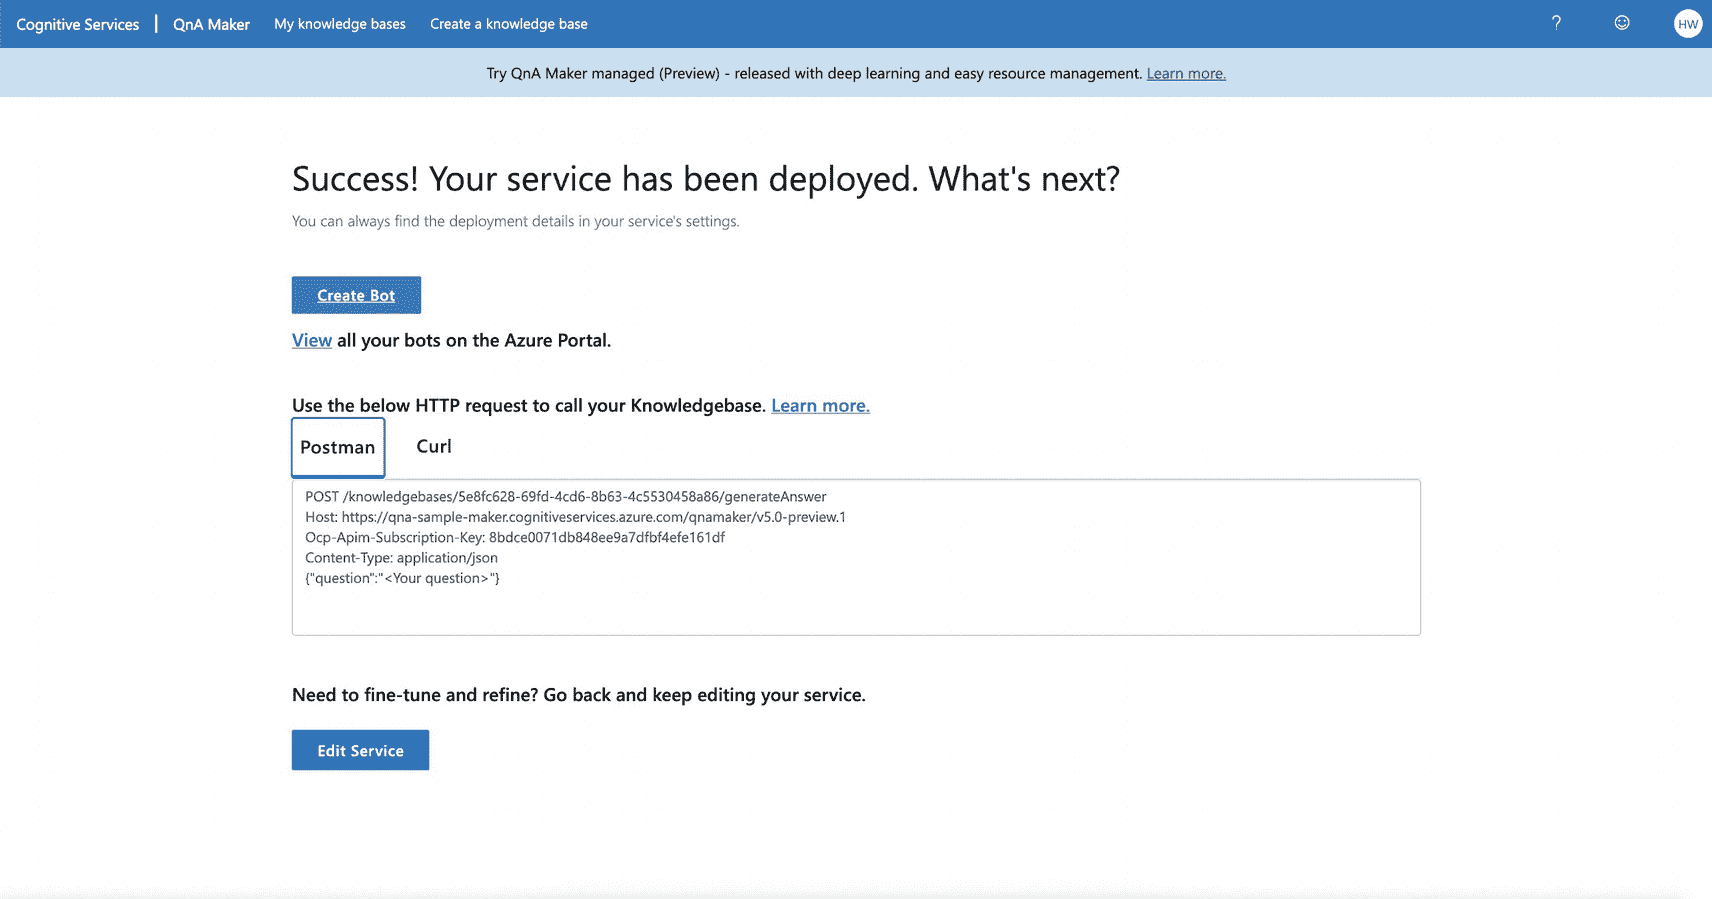 Cognitive Services | QnA Maker My knowledge bases Create a knowledge base ? HW
Try QnA Maker managed (Preview) - released with deep learning and easy resource management. Learn more.
Success! Your service has been deployed. What's next?
You can always find the deployment details in your service's settings.
Create Bot
View all your bots on the Azure Portal.
Use the below HTTP request to call your Knowledgebase. Learn more.
Postman Curl
POST /knowledgebases/5e8fc628-69fd-4cd6-8b63-4c5530458a86/generateAnswer
Host: https://qna-sample-maker.cognitiveservices.azure.com/qnamaker/v5.0-preview.1
Ocp-Apim-Subscription-Key: 8bdce0071db848ee9a7dfbf4efe161df
Content-Type: application/json
{"question":"<Your question>"}
Need to fine-tune and refine? Go back and keep editing your service.
Edit Service